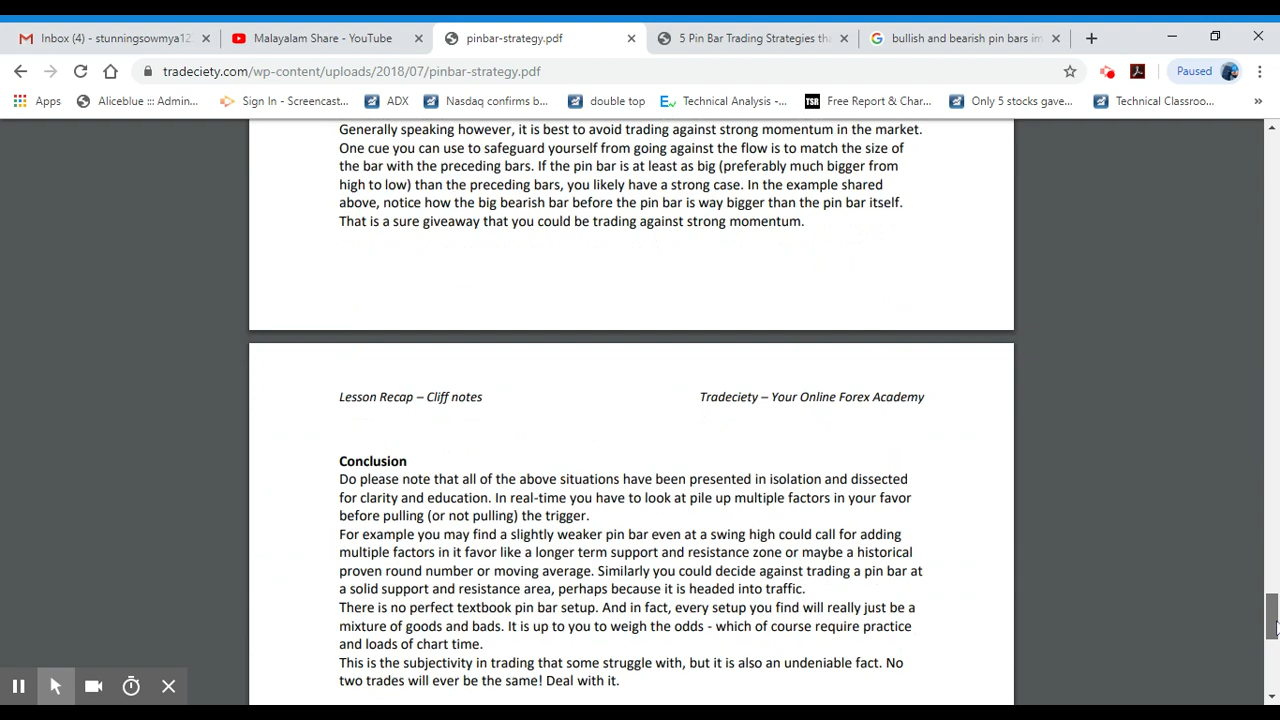 Inbox (4) - stunningsowmya12
Malayalam Share - YouTube
pinbar-strategy.pdf
5 Pin Bar Trading Strategies tha
bullish and bearish pin bars im
tradeciety.com/wp-content/uploads/2018/07/pinbar-strategy.pdf
Paused
Apps
Aliceblue ::: Admin...
Sign In - Screencast...
ADX
Nasdaq confirms b...
double top
Technical Analysis -...
TSR
Free Report & Char...
Only 5 stocks gave...
Technical Classroo...
»
Generally speaking however, it is best to avoid trading against strong momentum in the market.
One cue you can use to safeguard yourself from going against the flow is to match the size of
the bar with the preceding bars. If the pin bar is at least as big (preferably much bigger from
high to low) than the preceding bars, you likely have a strong case. In the example shared
above, notice how the big bearish bar before the pin bar is way bigger than the pin bar itself.
That is a sure giveaway that you could be trading against strong momentum.
Lesson Recap – Cliff notes
Tradeciety – Your Online Forex Academy
Conclusion
Do please note that all of the above situations have been presented in isolation and dissected
for clarity and education. In real-time you have to look at pile up multiple factors in your favor
before pulling (or not pulling) the trigger.
For example you may find a slightly weaker pin bar even at a swing high could call for adding
multiple factors in it favor like a longer term support and resistance zone or maybe a historical
proven round number or moving average. Similarly you could decide against trading a pin bar at
a solid support and resistance area, perhaps because it is headed into traffic.
There is no perfect textbook pin bar setup. And in fact, every setup you find will really just be a
mixture of goods and bads. It is up to you to weigh the odds - which of course require practice
and loads of chart time.
This is the subjectivity in trading that some struggle with, but it is also an undeniable fact. No
two trades will ever be the same! Deal with it.